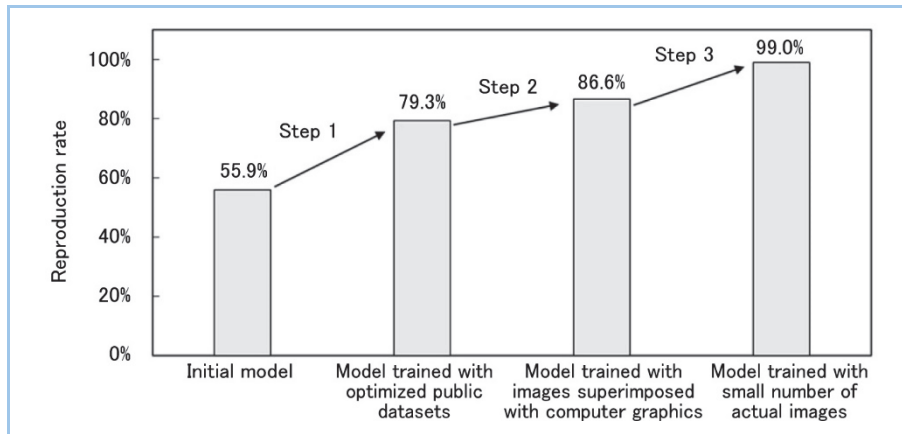 Reproduction rate
100%
80%
60%
40%
20%
0%
55.9%
Step 1
79.3%
Step 2
86.6%
Step 3
99.0%
Initial model
Model trained with
optimized public
datasets
Model trained with
images superimposed
with computer graphics
Model trained with
small number of
actual images